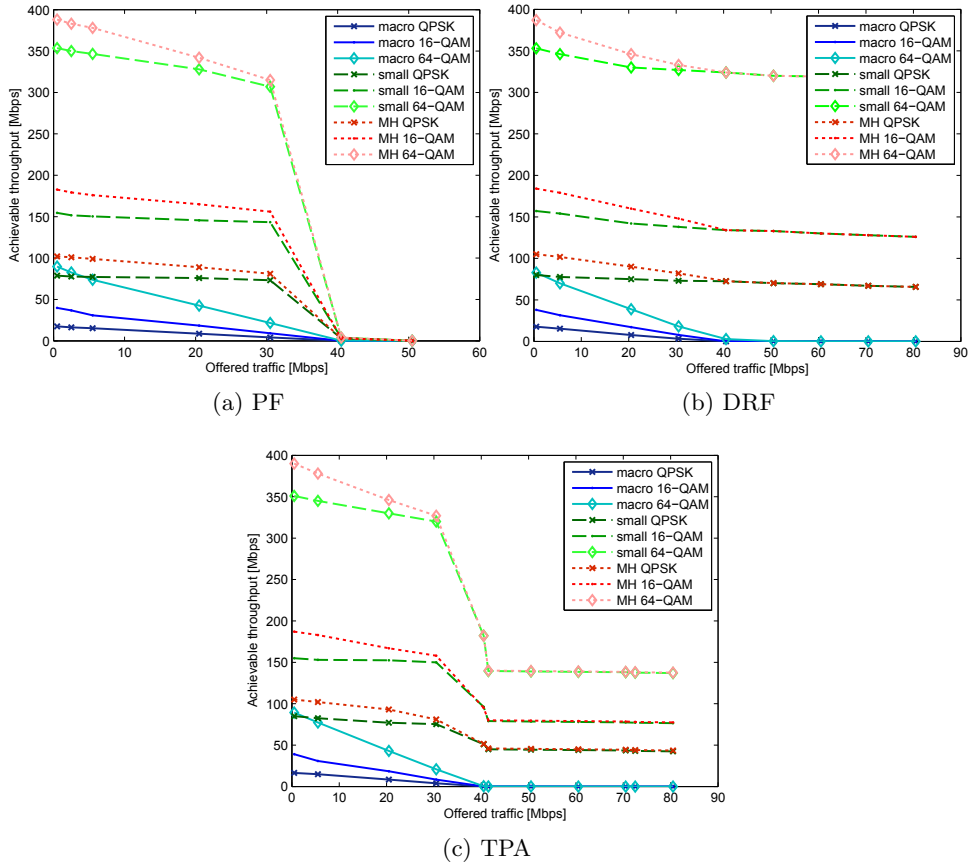 400
350
300
250
200
150
100
50
0
Achievable throughput [Mbps]
macro QPSK
macro 16−QAM
macro 64−QAM
small QPSK
small 16−QAM
small 64−QAM
MH QPSK
MH 16−QAM
MH 64−QAM
0 10 20 30 40 50 60
Offered traffic [Mbps]
(a) PF
400
350
300
250
200
150
100
50
0
Achievable throughput [Mbps]
macro QPSK
macro 16−QAM
macro 64−QAM
small QPSK
small 16−QAM
small 64−QAM
MH QPSK
MH 16−QAM
MH 64−QAM
0 10 20 30 40 50 60 70 80 90
Offered traffic [Mbps]
(b) DRF
400
350
300
250
200
150
100
50
0
Achievable throughput [Mbps]
macro QPSK
macro 16−QAM
macro 64−QAM
small QPSK
small 16−QAM
small 64−QAM
MH QPSK
MH 16−QAM
MH 64−QAM
0 10 20 30 40 50 60 70 80 90
Offered traffic [Mbps]
(c) TPA